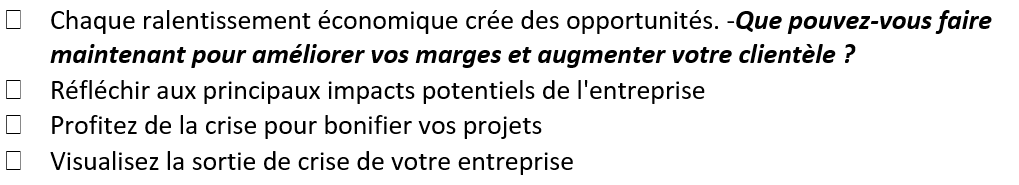 ☐ Chaque ralentissement économique crée des opportunités. -Que pouvez-vous faire
maintenant pour améliorer vos marges et augmenter votre clientèle ?
☐ Réfléchir aux principaux impacts potentiels de l'entreprise
☐ Profitez de la crise pour bonifier vos projets
☐ Visualisez la sortie de crise de votre entreprise